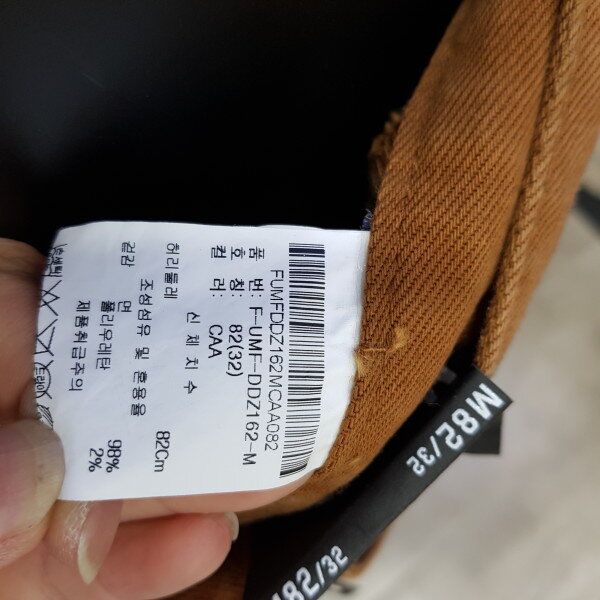 FUMFDDZ162MCAA082
품 번: F-UMF-DDZ162-M
호 칭: 82(32)
컬 러: CAA
신 체 치 수
허리둘레 82Cm
조성섬유 및 혼용율
겉감 면 98%
폴리우레탄 2%
제품취급주의
M82/32
82/32